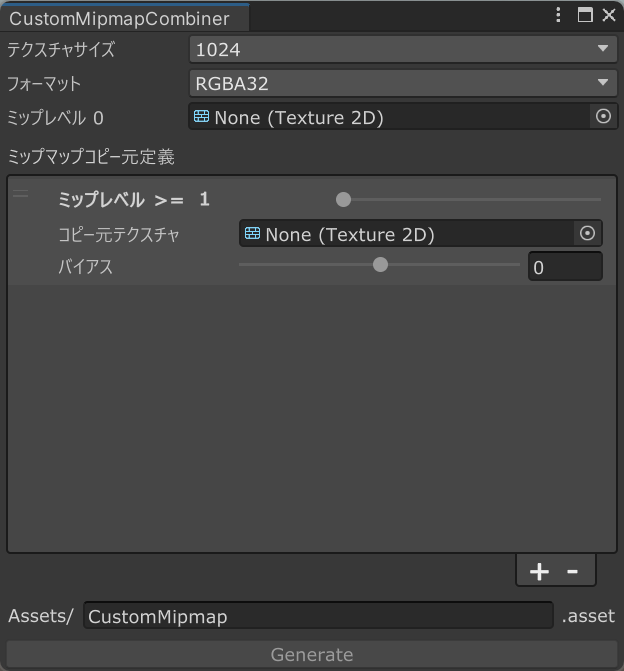 CustomMipmapCombiner
テクスチャサイズ 1024
フォーマット RGBA32
ミップレベル 0 None (Texture 2D)
ミップマップコピー元定義
ミップレベル >= 1
コピー元テクスチャ None (Texture 2D)
バイアス 0
+ -
Assets/ CustomMipmap .asset
Generate